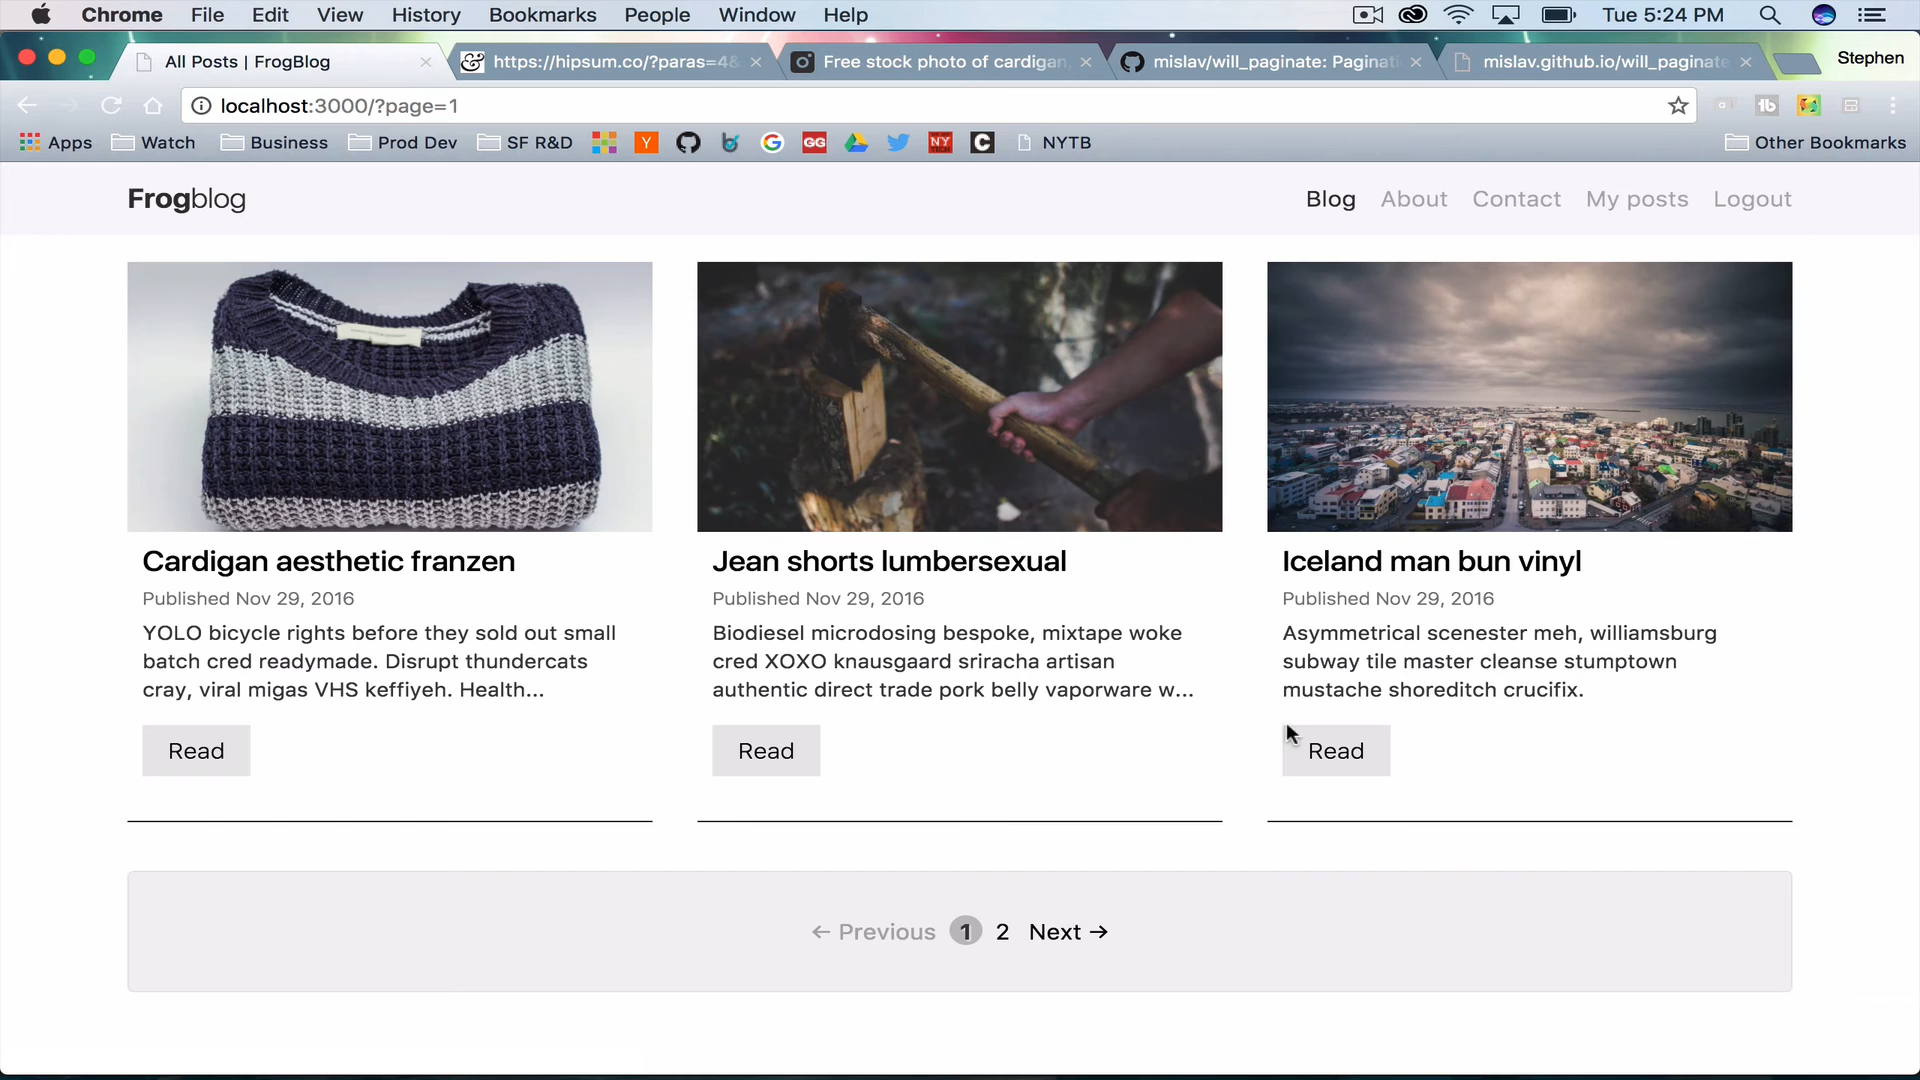 Chrome File Edit View History Bookmarks People Window Help Tue 5:24 PM
All Posts | FrogBlog https://hipsum.co/?paras=4& Free stock photo of cardigan, mislav/will_paginate: Paginati mislav.github.io/will_paginate Stephen
localhost:3000/?page=1
Apps Watch Business Prod Dev SF R&D Y G GG NY TECH C NYTB Other Bookmarks
Frogblog Blog About Contact My posts Logout
Cardigan aesthetic franzen
Published Nov 29, 2016
YOLO bicycle rights before they sold out small
batch cred readymade. Disrupt thundercats
cray, viral migas VHS keffiyeh. Health...
Read
Jean shorts lumbersexual
Published Nov 29, 2016
Biodiesel microdosing bespoke, mixtape woke
cred XOXO knausgaard sriracha artisan
authentic direct trade pork belly vaporware w...
Read
Iceland man bun vinyl
Published Nov 29, 2016
Asymmetrical scenester meh, williamsburg
subway tile master cleanse stumptown
mustache shoreditch crucifix.
Read
← Previous 1 2 Next →